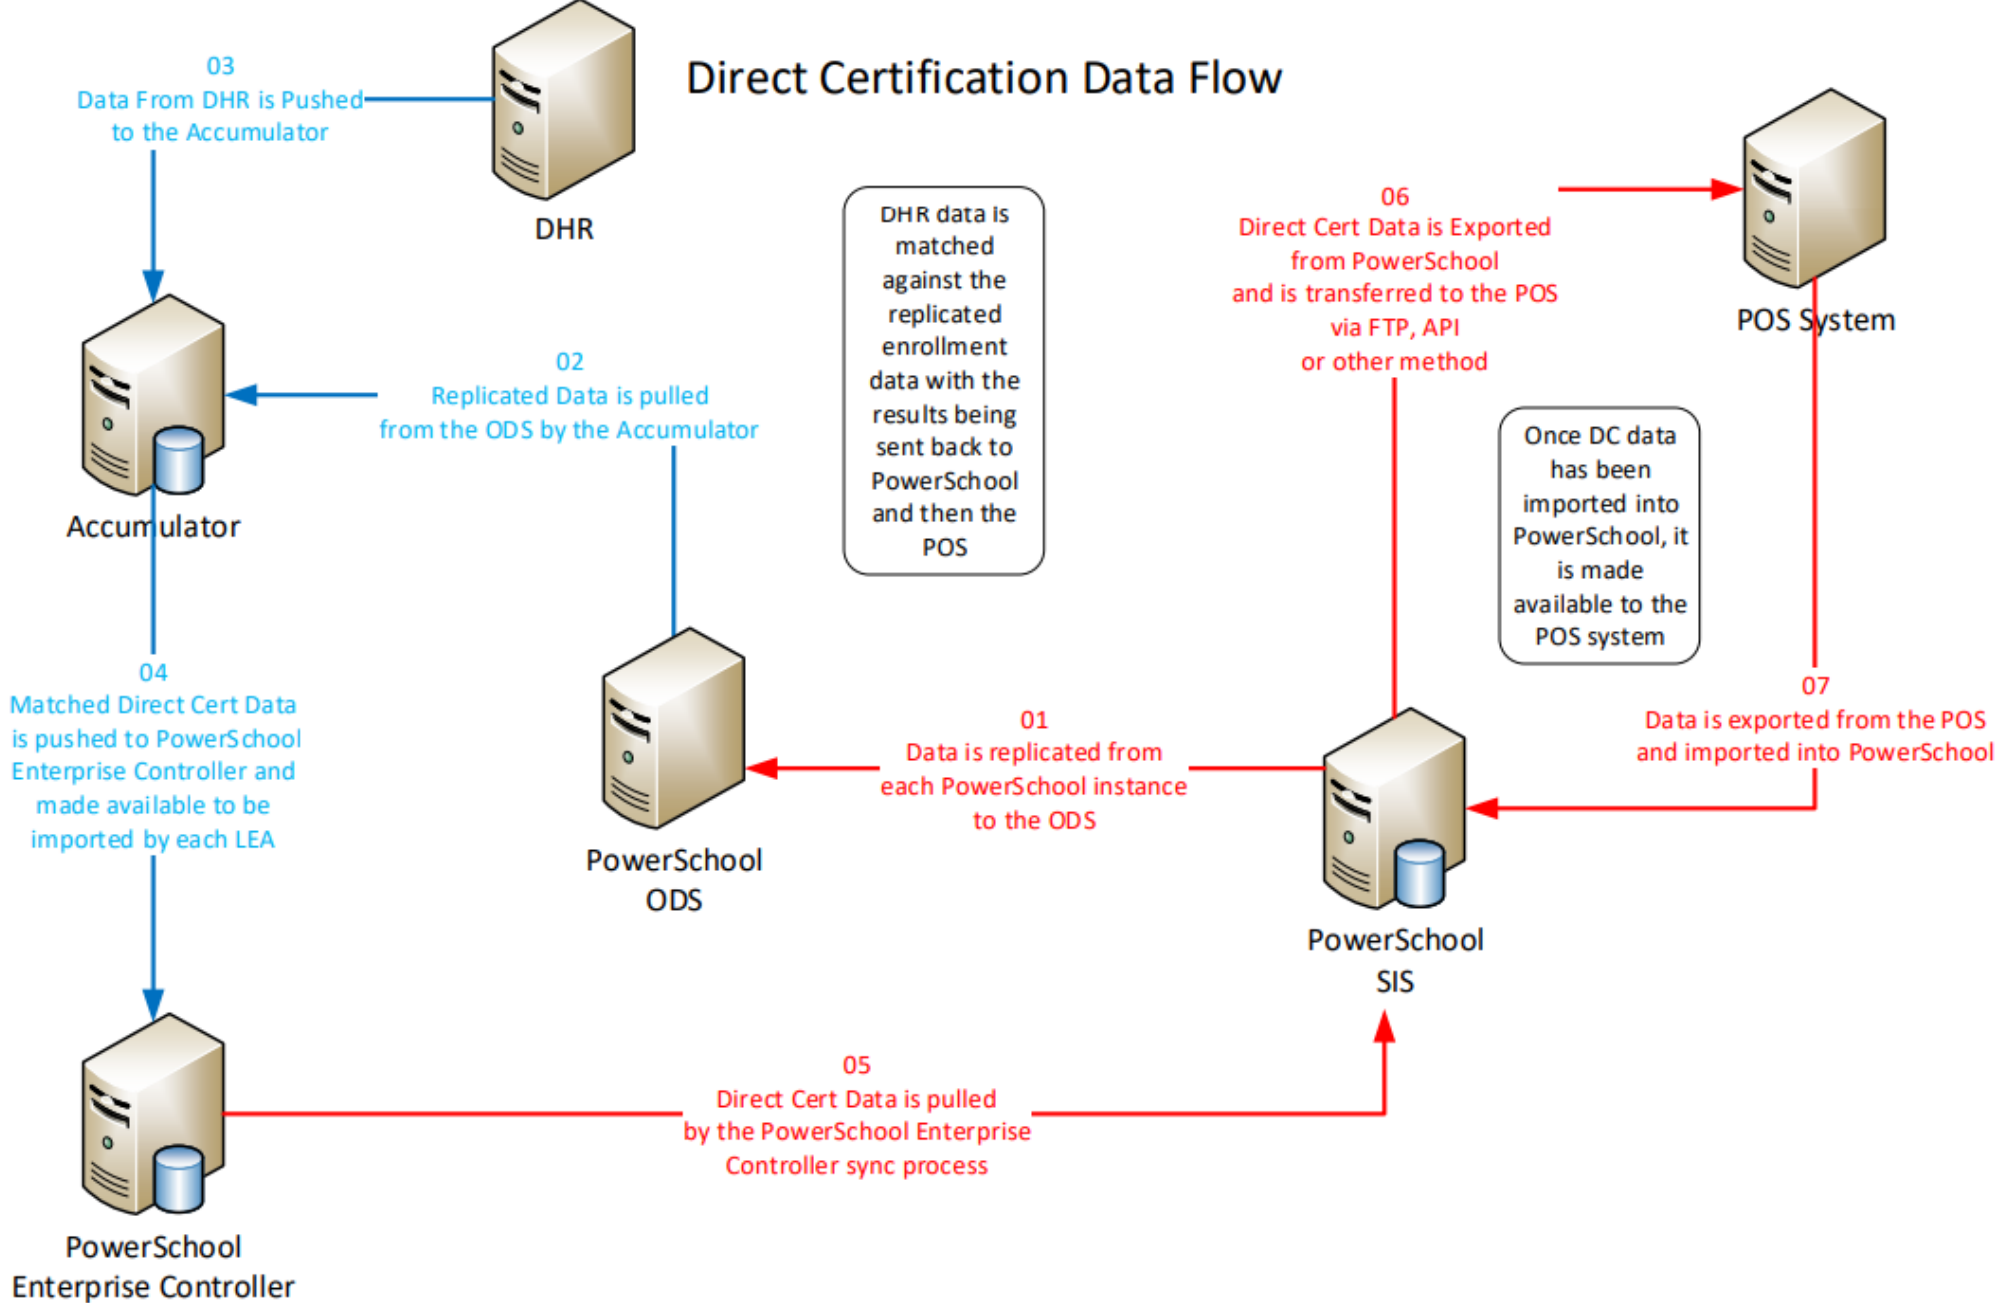 Direct Certification Data Flow
03
Data From DHR is Pushed
to the Accumulator
DHR
DHR data is
matched
against the
replicated
enrollment
data with the
results being
sent back to
PowerSchool
and then the
POS
06
Direct Cert Data is Exported
from PowerSchool
and is transferred to the POS
via FTP, API
or other method
POS System
02
Replicated Data is pulled
from the ODS by the Accumulator
Accumulator
Once DC data
has been
imported into
PowerSchool, it
is made
available to the
POS system
04
Matched Direct Cert Data
is pushed to PowerSchool
Enterprise Controller and
made available to be
imported by each LEA
01
Data is replicated from
each PowerSchool instance
to the ODS
07
Data is exported from the POS
and imported into PowerSchool
PowerSchool
ODS
PowerSchool
SIS
05
Direct Cert Data is pulled
by the PowerSchool Enterprise
Controller sync process
PowerSchool
Enterprise Controller